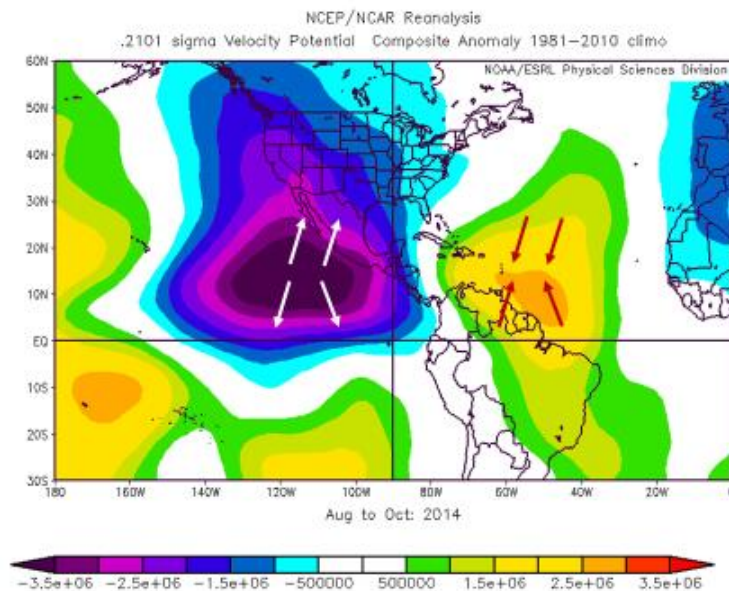 NCEP/NCAR Reanalysis
.2101 sigma Velocity Potential Composite Anomaly 1981−2010 climo
NOAA/ESRL Physical Sciences Division
60N
50N
40N
30N
20N
10N
EQ
10S
20S
30S
180 160W 140W 120W 100W 80W 60W 40W 20W 0
Aug to Oct: 2014
−3.5e+06 −2.5e+06 −1.5e+06 −500000 500000 1.5e+06 2.5e+06 3.5e+06